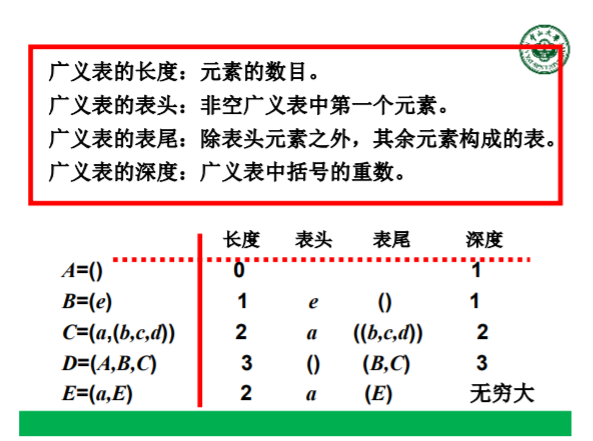 广义表的长度：元素的数目。
广义表的表头：非空广义表中第一个元素。
广义表的表尾：除表头元素之外，其余元素构成的表。
广义表的深度：广义表中括号的重数。
长度 表头 表尾 深度
A=() 0 1
B=(e) 1 e () 1
C=(a,(b,c,d)) 2 a ((b,c,d)) 2
D=(A,B,C) 3 () (B,C) 3
E=(a,E) 2 a (E) 无穷大